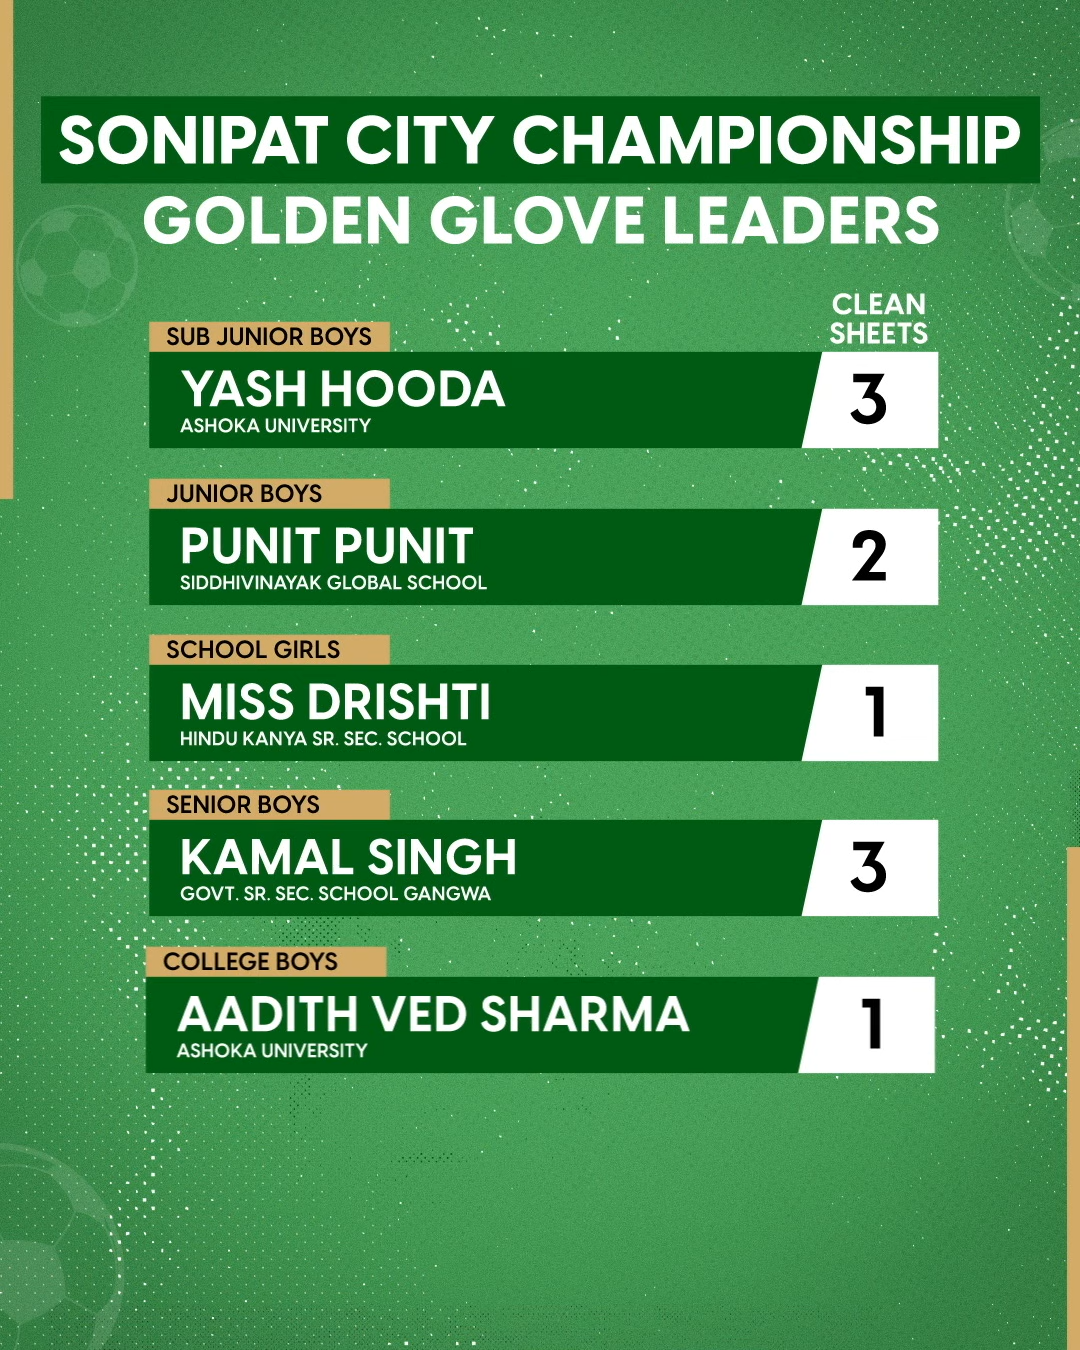 SONIPAT CITY CHAMPIONSHIP
GOLDEN GLOVE LEADERS
CLEAN
SHEETS
SUB JUNIOR BOYS
YASH HOODA
ASHOKA UNIVERSITY
3
JUNIOR BOYS
PUNIT PUNIT
SIDDHIVINAYAK GLOBAL SCHOOL
2
SCHOOL GIRLS
MISS DRISHTI
HINDU KANYA SR. SEC. SCHOOL
1
SENIOR BOYS
KAMAL SINGH
GOVT. SR. SEC. SCHOOL GANGWA
3
COLLEGE BOYS
AADITH VED SHARMA
ASHOKA UNIVERSITY
1